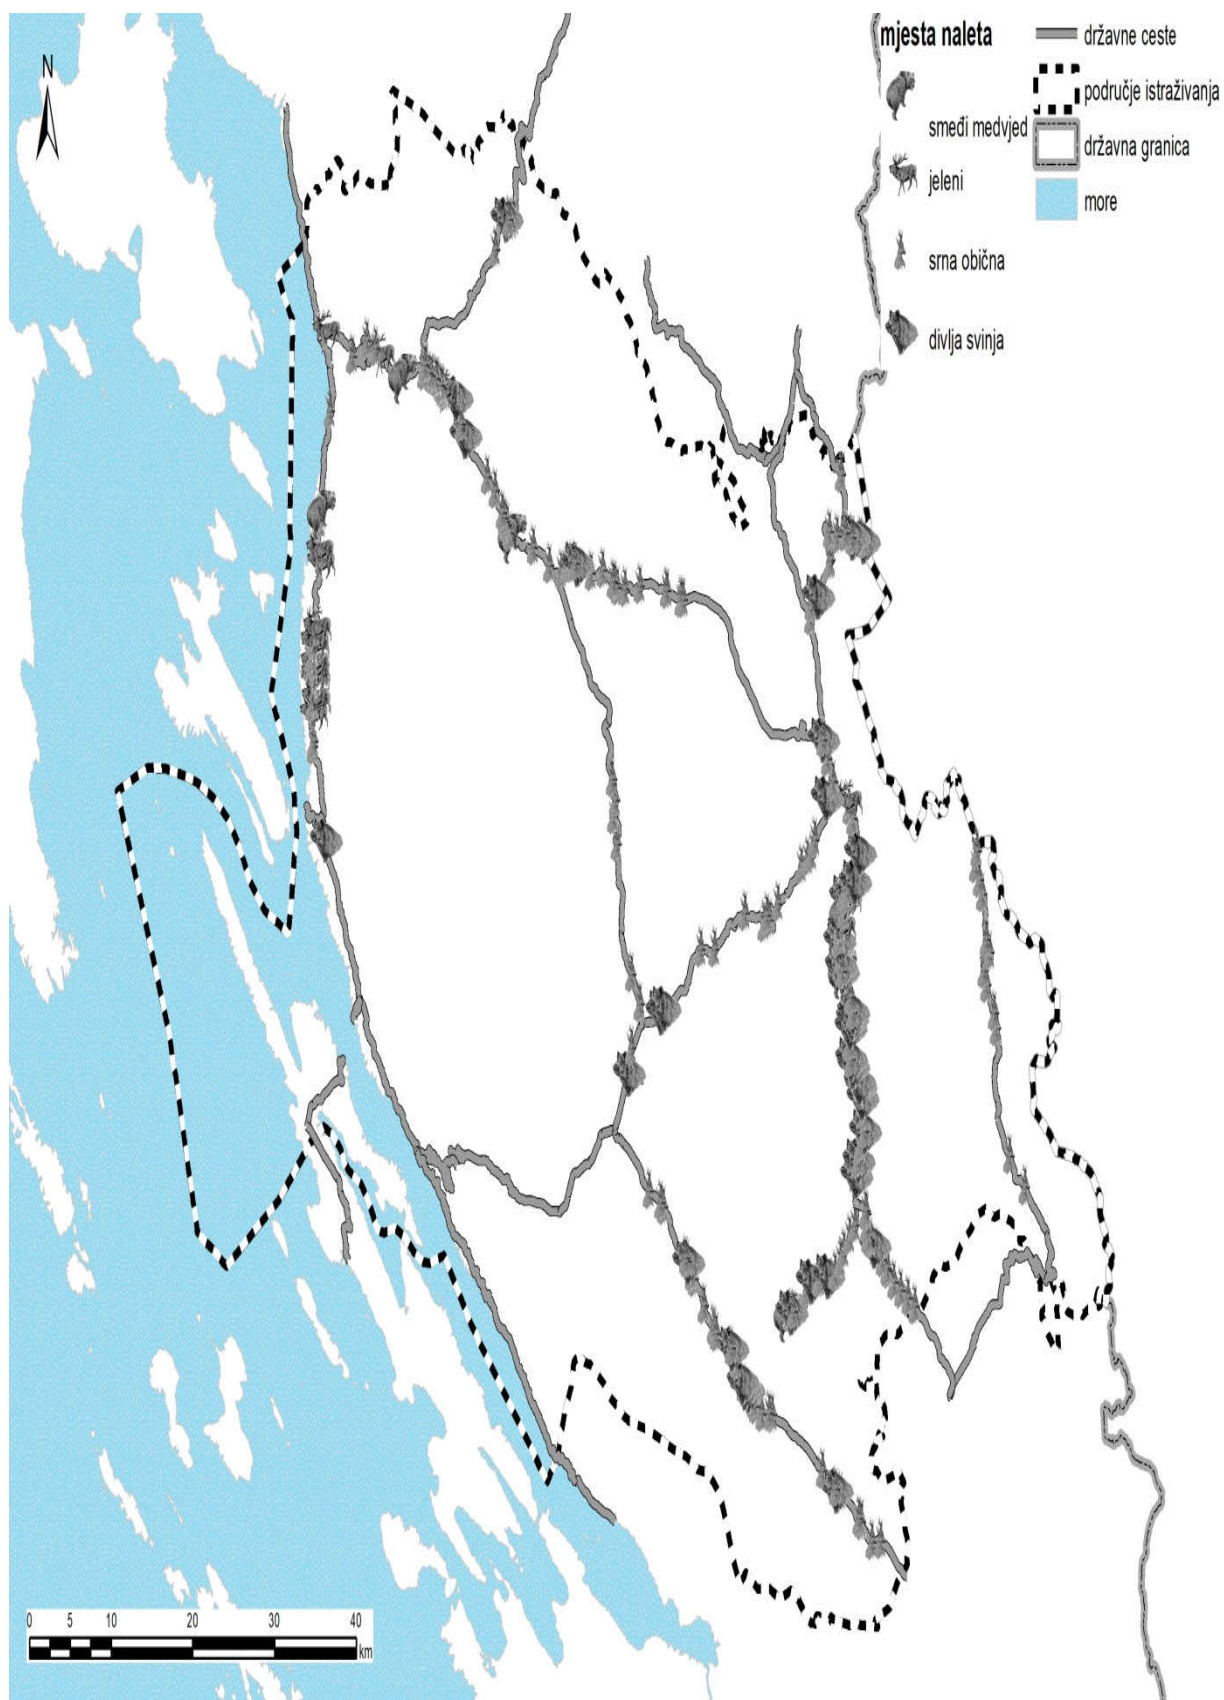 N
mjesta naleta
smeđi medvjed
jeleni
srna obična
divlja svinja
državne ceste
područje istraživanja
državna granica
more
0 5 10 20 30 40
km